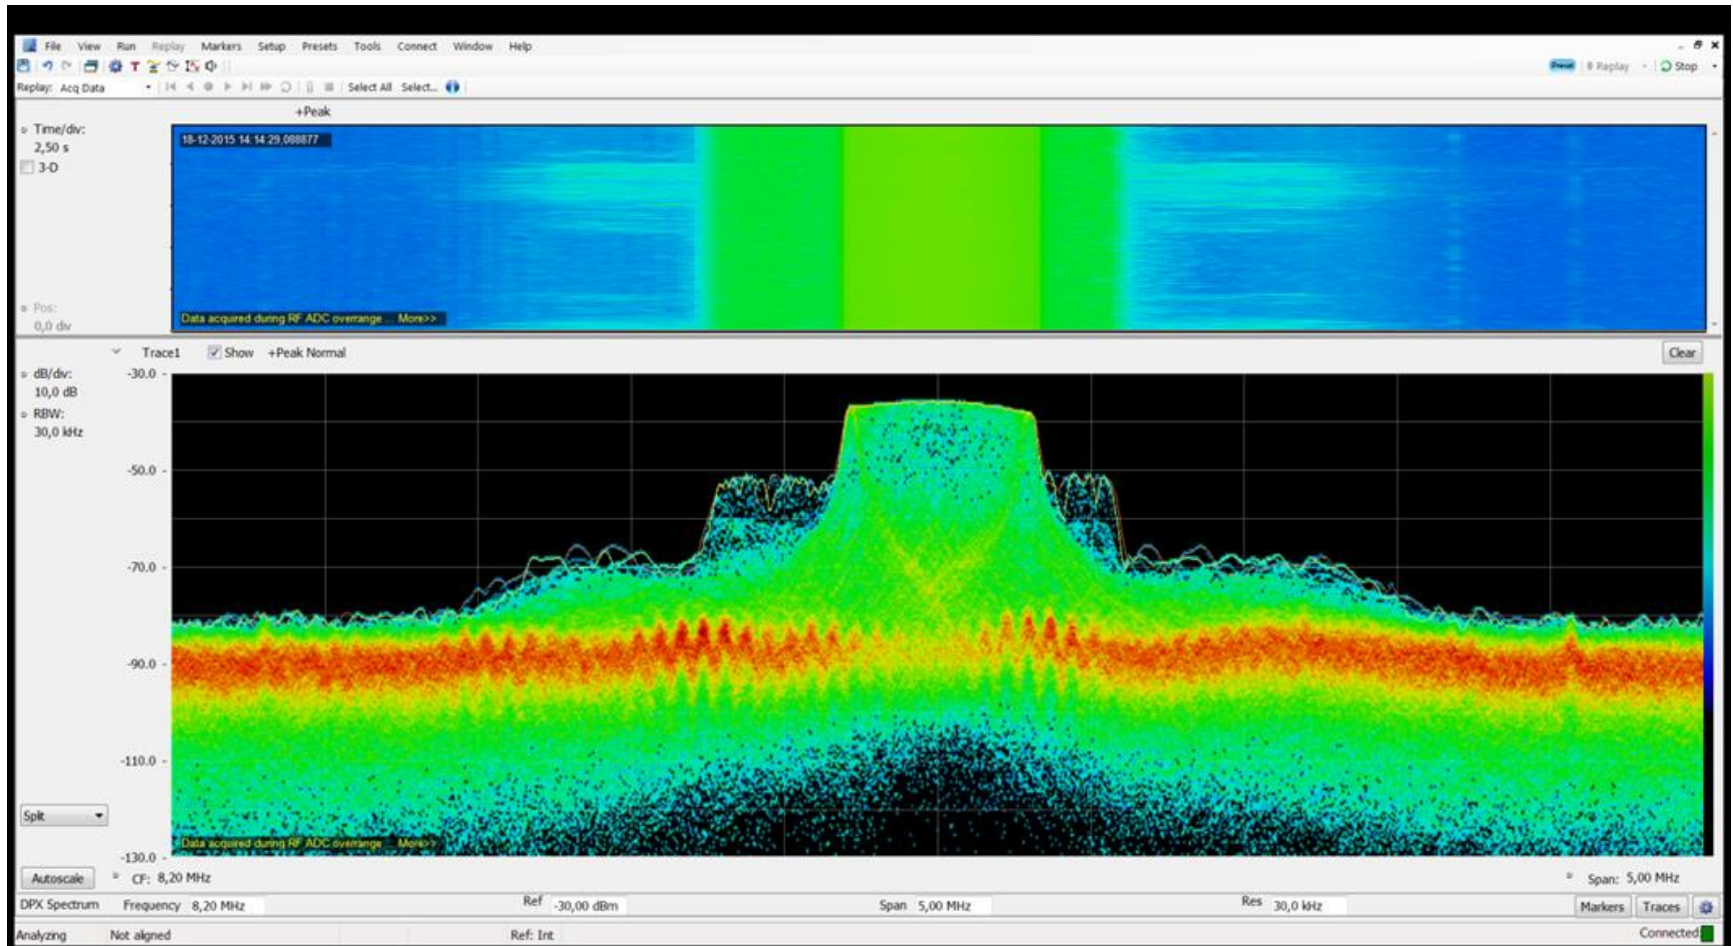 File View Run Replay Markers Setup Presets Tools Connect Window Help
Preset Replay Stop
Replay: Acq Data Select All Select...
+Peak
Time/div:
2,50 s
3-D
18-12-2015 14:14:29,088877
Pos:
0,0 div
Data acquired during RF ADC overrange ... More>>
Trace1 Show +Peak Normal Clear
dB/div:
10,0 dB
RBW:
30,0 kHz
-30.0
-50.0
-70.0
-90.0
-110.0
-130.0
Split
Data acquired during RF ADC overrange ... More>>
Autoscale CF: 8,20 MHz Span: 5,00 MHz
DPX Spectrum Frequency 8,20 MHz Ref -30,00 dBm Span 5,00 MHz Res 30,0 kHz Markers Traces
Analyzing Not aligned Ref: Int Connected